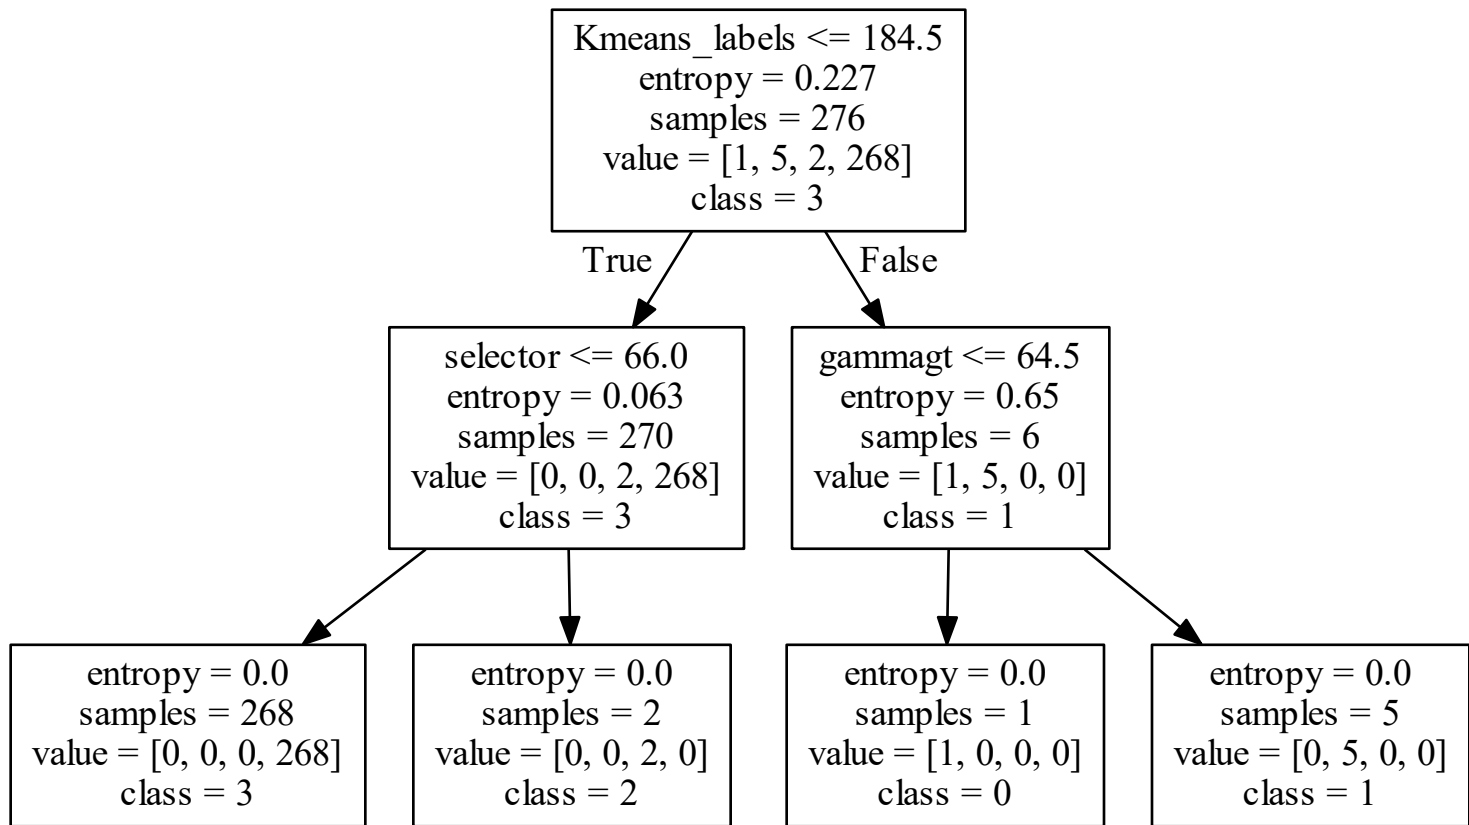 Kmeans_labels <= 184.5
entropy = 0.227
samples = 276
value = [1, 5, 2, 268]
class = 3
True
False
selector <= 66.0
entropy = 0.063
samples = 270
value = [0, 0, 2, 268]
class = 3
gammagt <= 64.5
entropy = 0.65
samples = 6
value = [1, 5, 0, 0]
class = 1
entropy = 0.0
samples = 268
value = [0, 0, 0, 268]
class = 3
entropy = 0.0
samples = 2
value = [0, 0, 2, 0]
class = 2
entropy = 0.0
samples = 1
value = [1, 0, 0, 0]
class = 0
entropy = 0.0
samples = 5
value = [0, 5, 0, 0]
class = 1